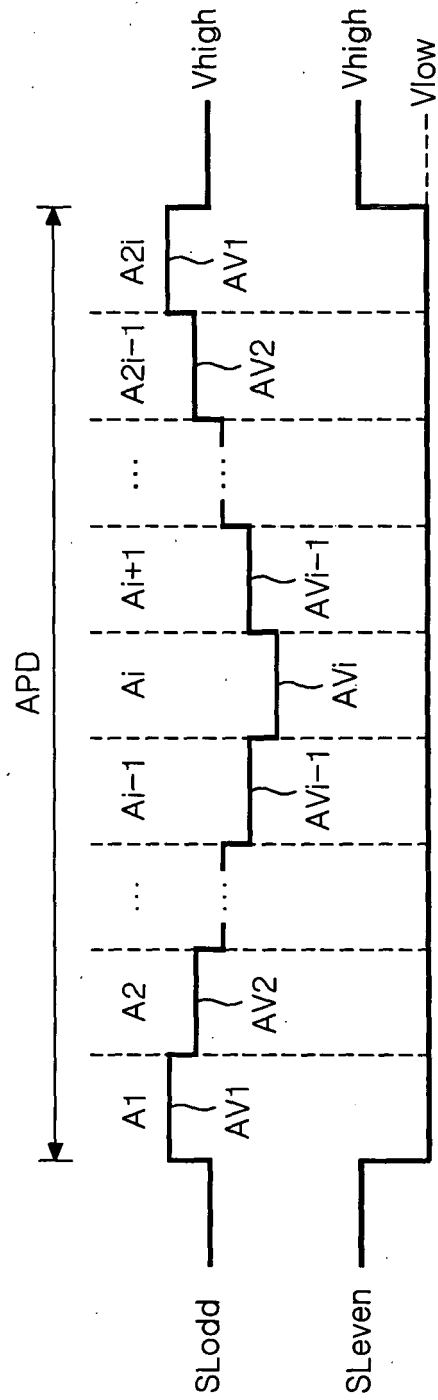 APD
A1 A2 ... Ai-1 Ai Ai+1 ... A2i-1 A2i
SLodd AV1 AV2 ... AVi-1 AVi AVi-1 ... AV2 AV1 Vhigh
SLeven Vhigh
Vlow